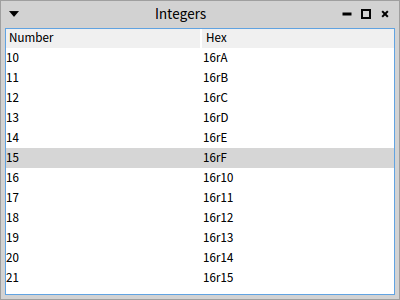 Integers
Number Hex
10 16rA
11 16rB
12 16rC
13 16rD
14 16rE
15 16rF
16 16r10
17 16r11
18 16r12
19 16r13
20 16r14
21 16r15